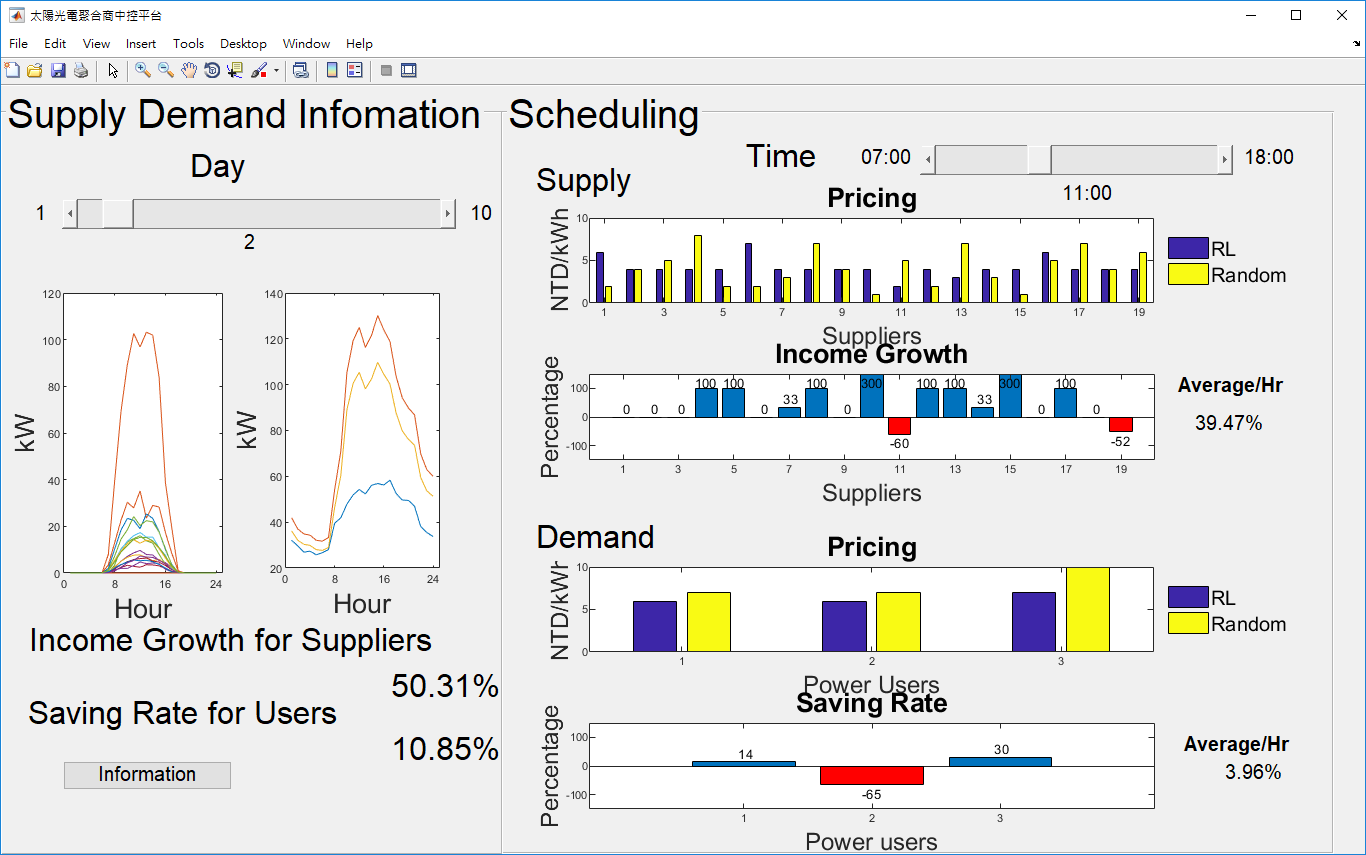 太陽光電聚合商中控平台
File Edit View Insert Tools Desktop Window Help
Supply Demand Infomation
Day
1 10
2
120
100
80
60
40
20
0
0 8 16 24
kW
Hour
140
120
100
80
60
40
20
0 8 16 24
kW
Hour
Income Growth for Suppliers
50.31%
Saving Rate for Users
10.85%
Information
Scheduling
Time 07:00 18:00
11:00
Supply
Pricing
NTD/kWh
10
5
0
1 3 5 7 9 11 13 15 17 19
Suppliers
RL
Random
Income Growth
Percentage
100
0
-100
0 0 0 100 100 0 33 100 0 300 -60 100 100 33 300 0 100 0 -52
1 3 5 7 9 11 13 15 17 19
Suppliers
Average/Hr
39.47%
Demand
Pricing
NTD/kWh
10
5
0
1 2 3
Power Users
RL
Random
Saving Rate
Percentage
100
0
-100
14 -65 30
1 2 3
Power users
Average/Hr
3.96%